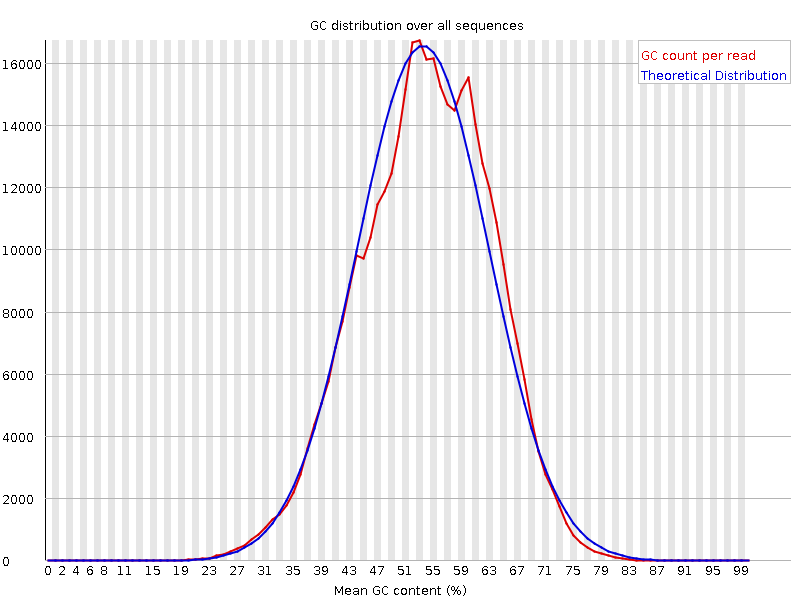 GC distribution over all sequences
GC count per read
Theoretical Distribution
16000
14000
12000
10000
8000
6000
4000
2000
0
0 2 4 6 8 11 15 19 23 27 31 35 39 43 47 51 55 59 63 67 71 75 79 83 87 91 95 99
Mean GC content (%)